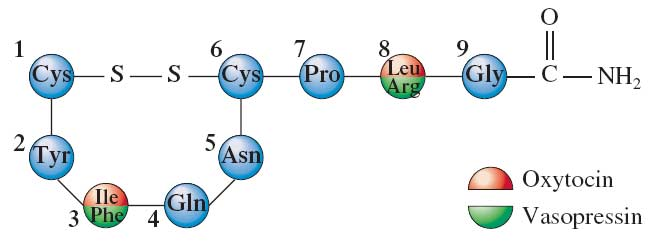 O
1 6 7 8 9
Cys S S Cys Pro Leu Gly C NH₂
Arg
2 Tyr 5 Asn
Ile Gln
3 Phe 4
Oxytocin
Vasopressin